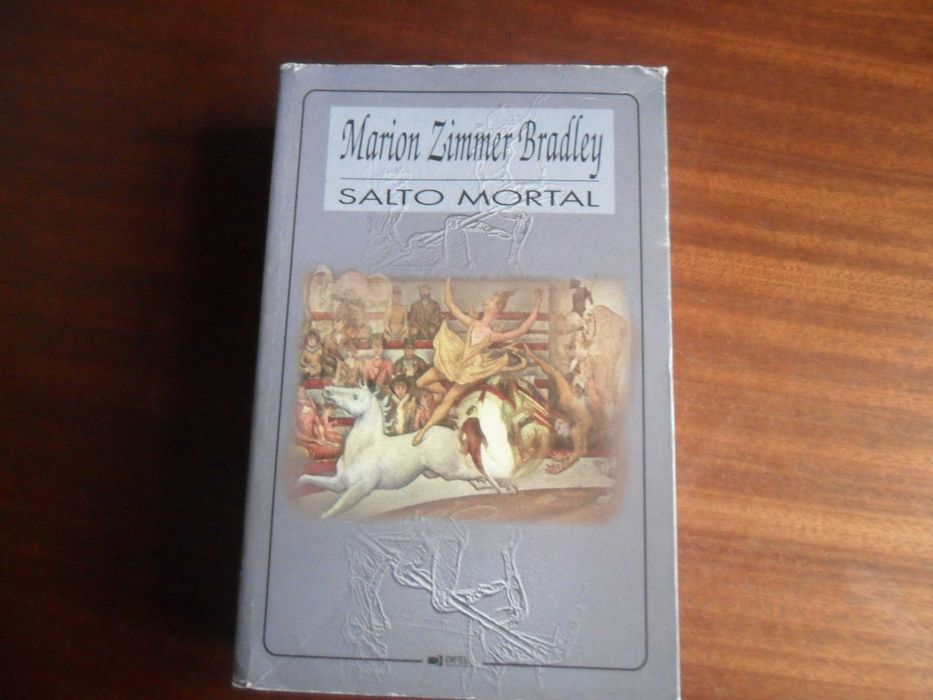 Marion Zimmer Bradley
SALTO MORTAL
DIFEL